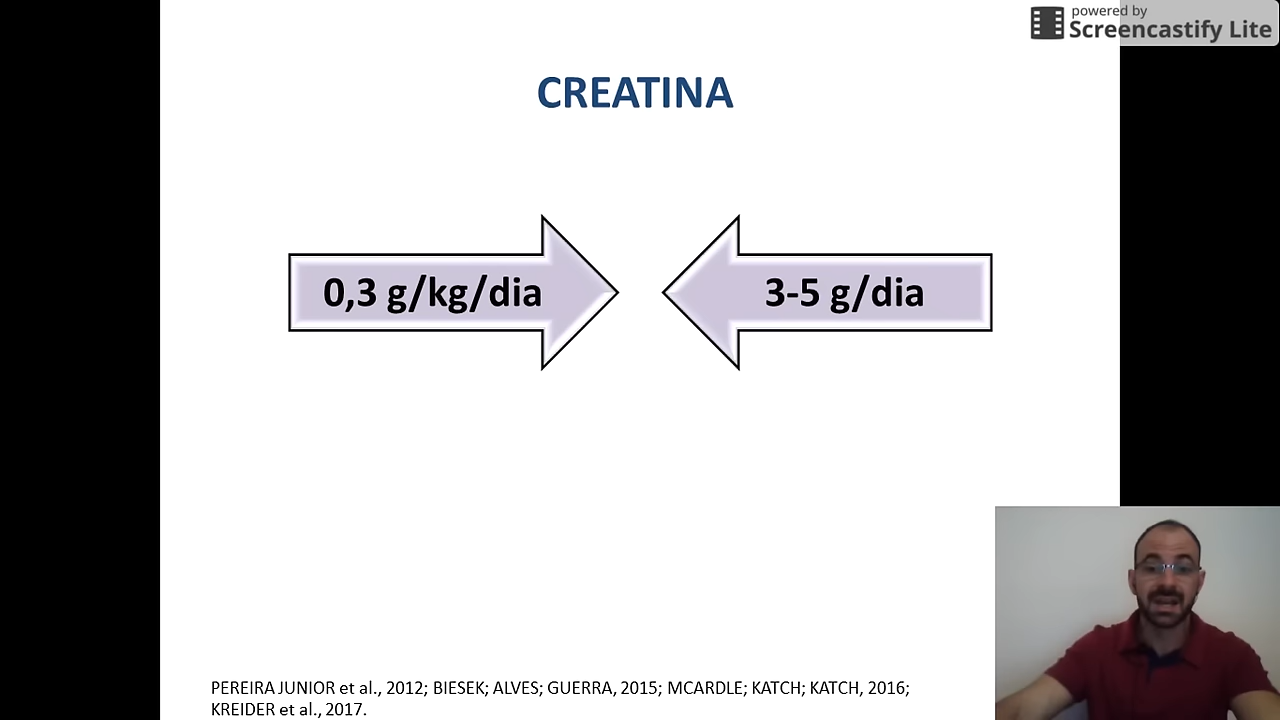 powered by
Screencastify Lite
CREATINA
0,3 g/kg/dia
3-5 g/dia
PEREIRA JUNIOR et al., 2012; BIESEK; ALVES; GUERRA, 2015; MCARDLE; KATCH; KATCH, 2016;
KREIDER et al., 2017.